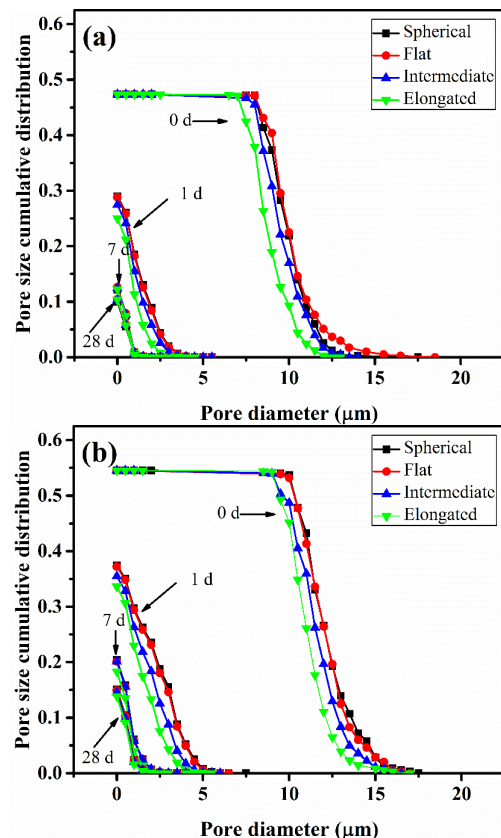 (a)
Spherical
Flat
Intermediate
Elongated
0 d
1 d
7 d
28 d
Pore size cumulative distribution
0.0
0.1
0.2
0.3
0.4
0.5
0.6
0
5
10
15
20
Pore diameter (μm)
(b)
Spherical
Flat
Intermediate
Elongated
0 d
1 d
7 d
28 d
Pore size cumulative distribution
0.0
0.1
0.2
0.3
0.4
0.5
0.6
0
5
10
15
20
Pore diameter (μm)